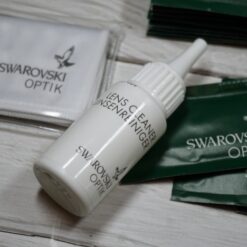 SWAROVSKI
OPTIK
LENS CLEANER
LINSENREINIGER
SWAROVSKI
OPTIK
SWAROVSKI
OPTIK